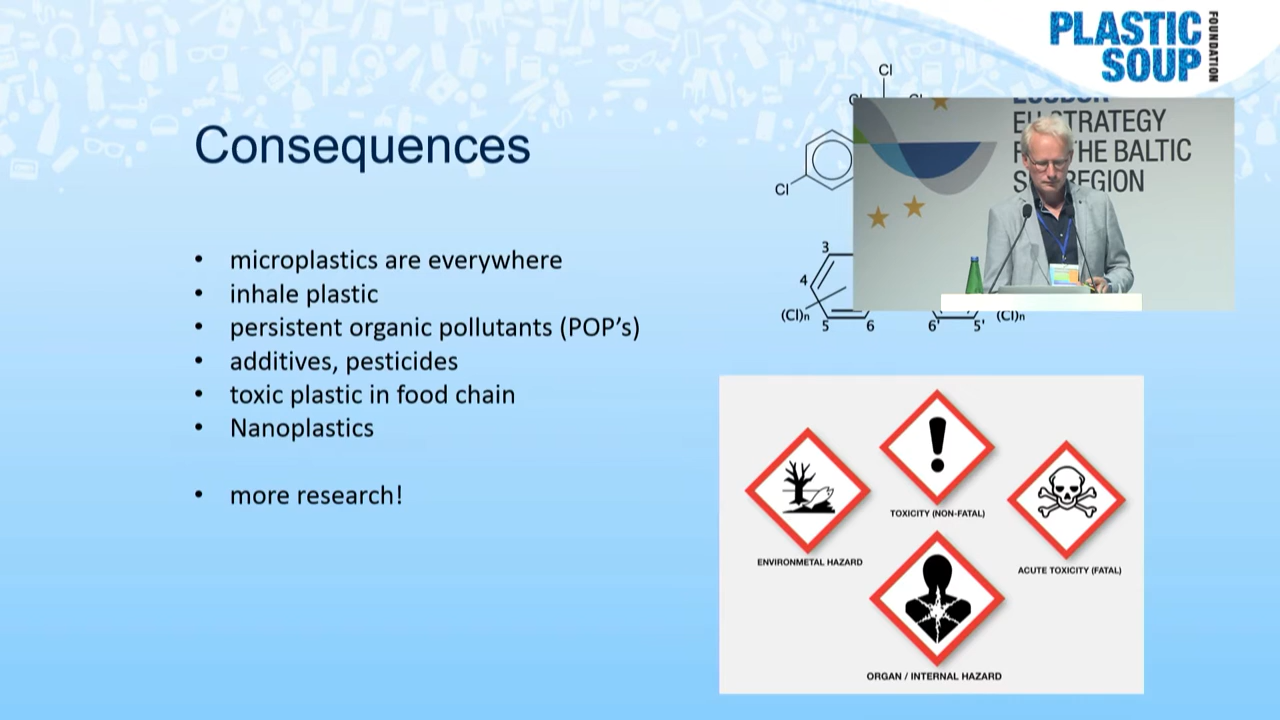 PLASTIC
SOUP
FOUNDATION
Consequences
• microplastics are everywhere
• inhale plastic
• persistent organic pollutants (POP’s)
• additives, pesticides
• toxic plastic in food chain
• Nanoplastics
• more research!
Cl
Cl
3
4
(Cl)n
5
6
6'
5'
(Cl)n
STRATEGY
THE BALTIC
REGION
TOXICITY (NON-FATAL)
ENVIRONMETAL HAZARD
ACUTE TOXICITY (FATAL)
ORGAN / INTERNAL HAZARD